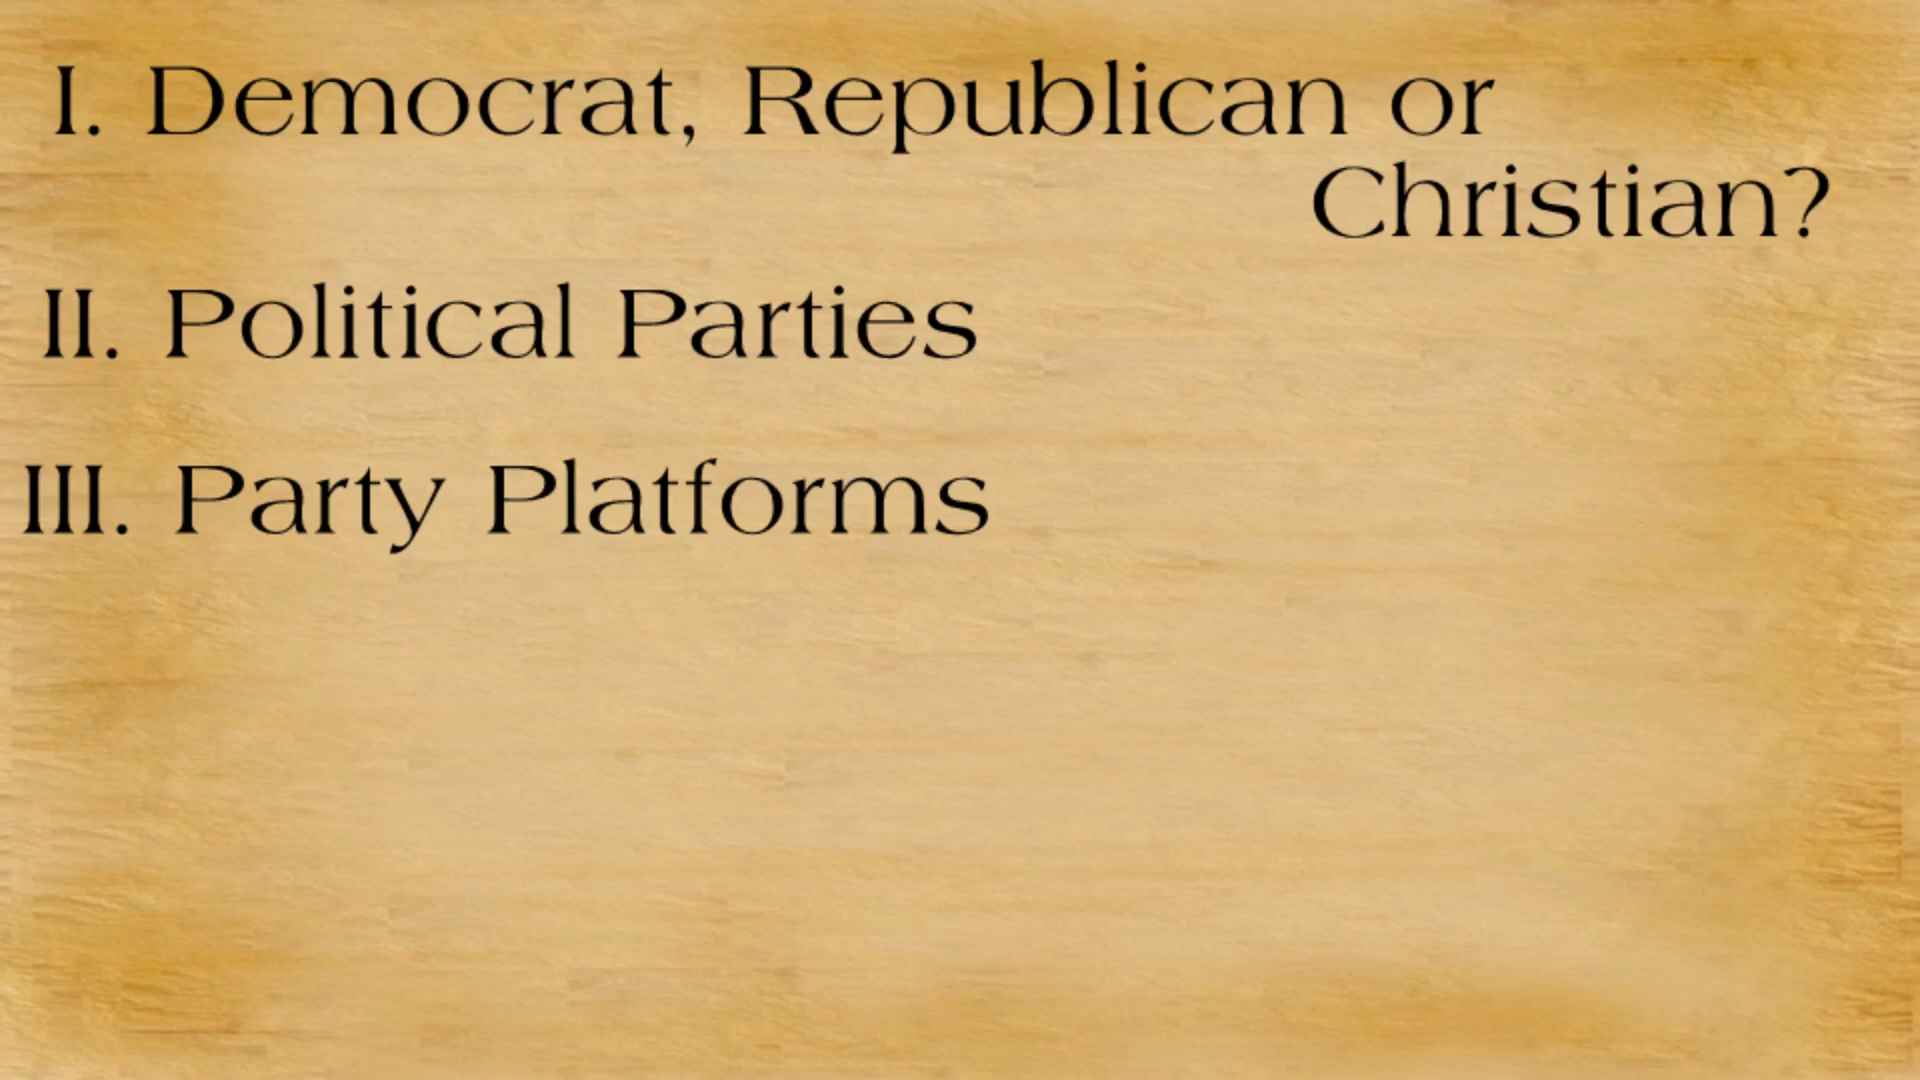 I. Democrat, Republican or
Christian?
II. Political Parties
III. Party Platforms